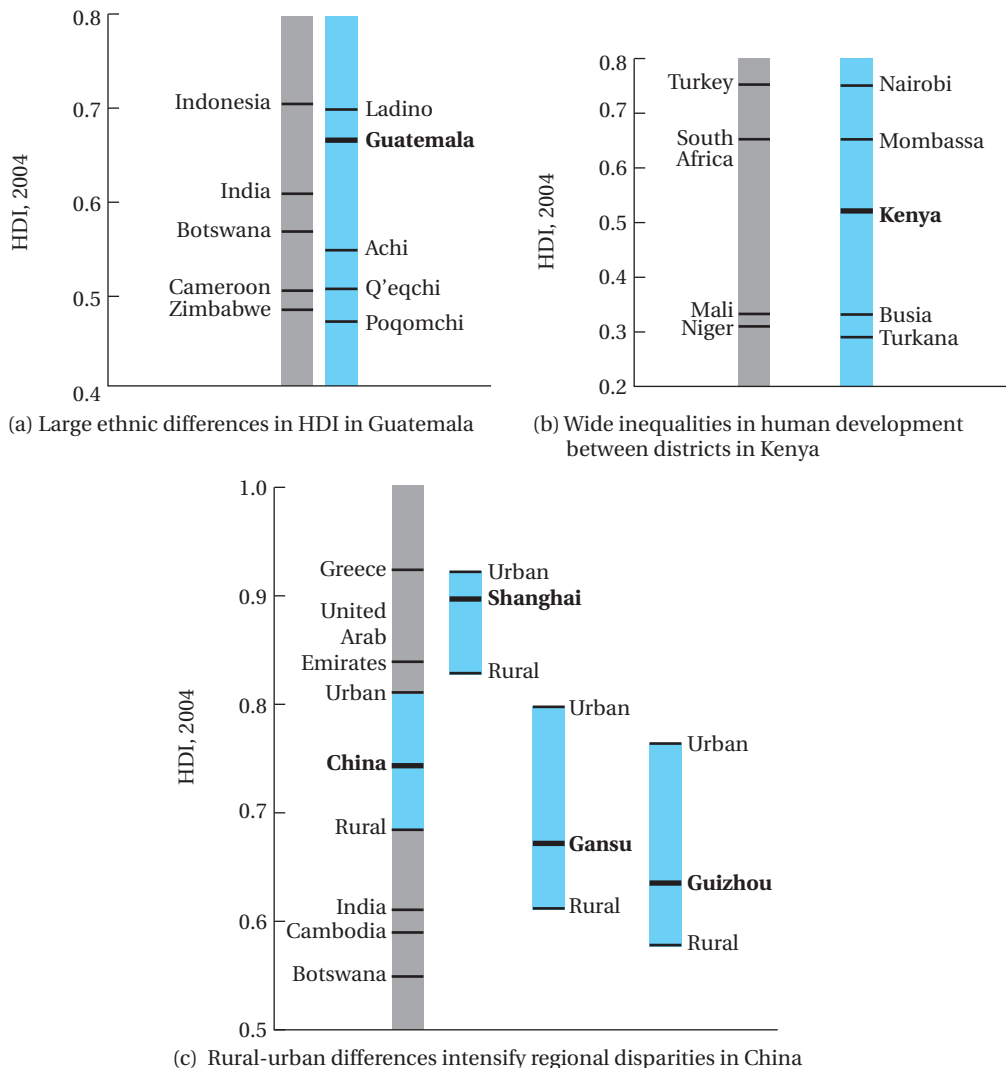 0.8
0.7
0.6
0.5
0.4
HDI, 2004
Indonesia
India
Botswana
Cameroon
Zimbabwe
Ladino
Guatemala
Achi
Q’eqchi
Poqomchi
(a) Large ethnic differences in HDI in Guatemala
0.8
0.7
0.6
0.5
0.4
0.3
0.2
HDI, 2004
Turkey
South
Africa
Mali
Niger
Nairobi
Mombassa
Kenya
Busia
Turkana
(b) Wide inequalities in human development
between districts in Kenya
1.0
0.9
0.8
0.7
0.6
0.5
HDI, 2004
Greece
United
Arab
Emirates
Urban
China
Rural
India
Cambodia
Botswana
Urban
Shanghai
Rural
Urban
Gansu
Rural
Urban
Guizhou
Rural
(c) Rural-urban differences intensify regional disparities in China